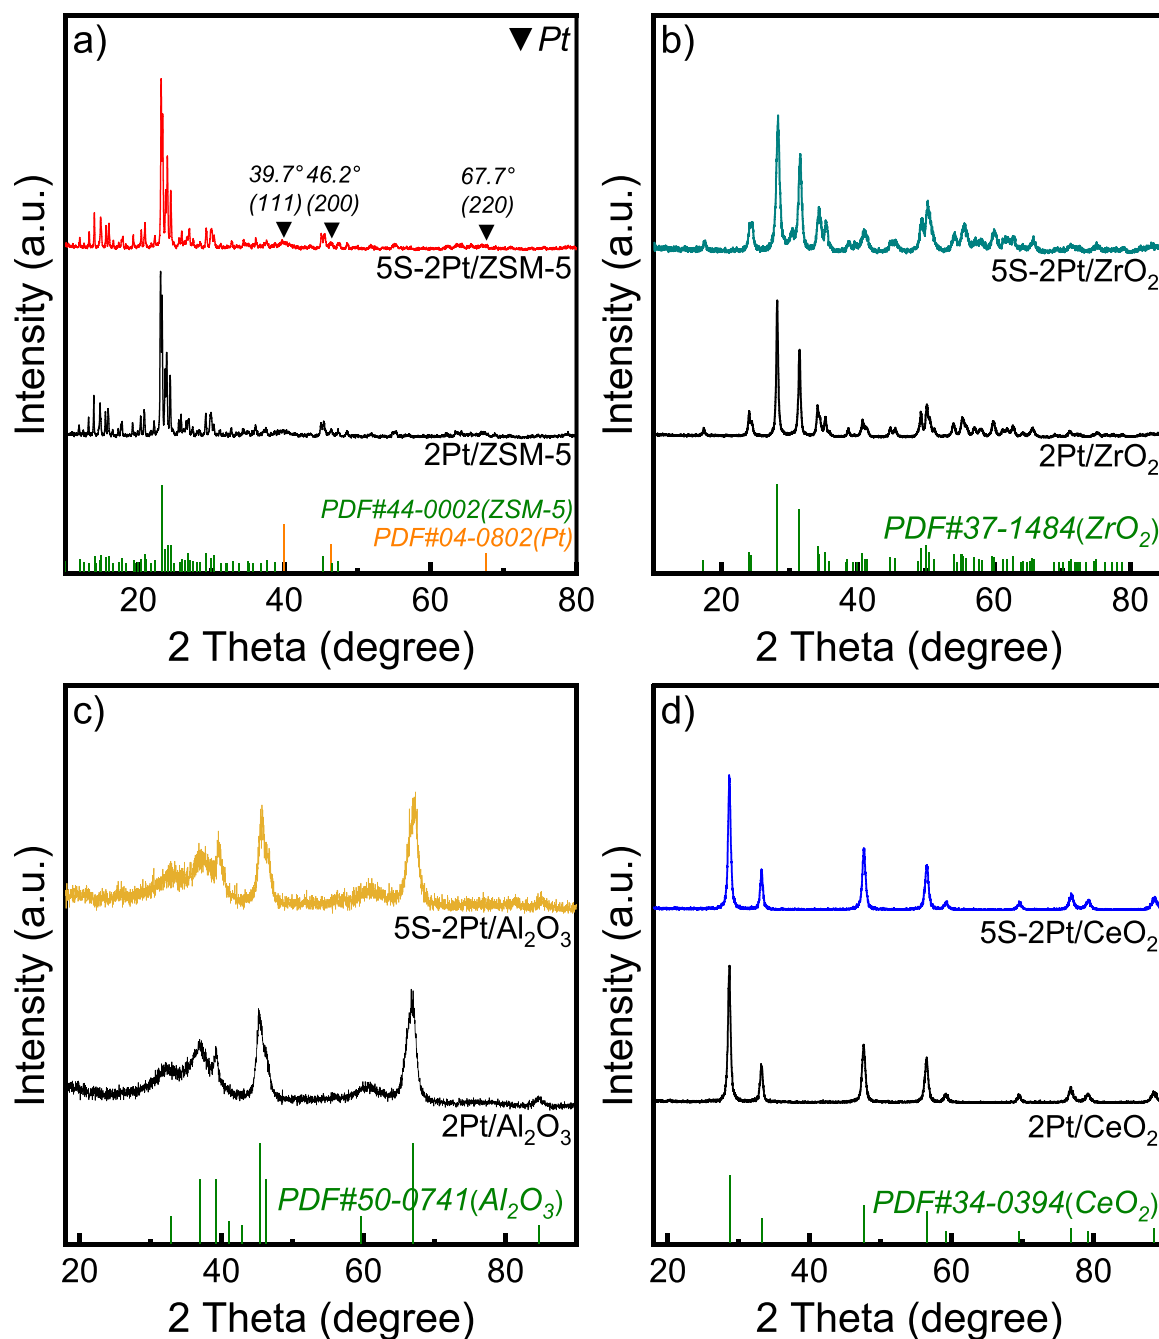 a)
▼ Pt
39.7° 46.2° 67.7°
(111) (200) (220)
5S-2Pt/ZSM-5
2Pt/ZSM-5
PDF#44-0002(ZSM-5)
PDF#04-0802(Pt)
Intensity (a.u.)
20 40 60 80
2 Theta (degree)
b)
5S-2Pt/ZrO₂
2Pt/ZrO₂
PDF#37-1484(ZrO₂)
Intensity (a.u.)
20 40 60 80
2 Theta (degree)
c)
5S-2Pt/Al₂O₃
2Pt/Al₂O₃
PDF#50-0741(Al₂O₃)
Intensity (a.u.)
20 40 60 80
2 Theta (degree)
d)
5S-2Pt/CeO₂
2Pt/CeO₂
PDF#34-0394(CeO₂)
Intensity (a.u.)
20 40 60 80
2 Theta (degree)